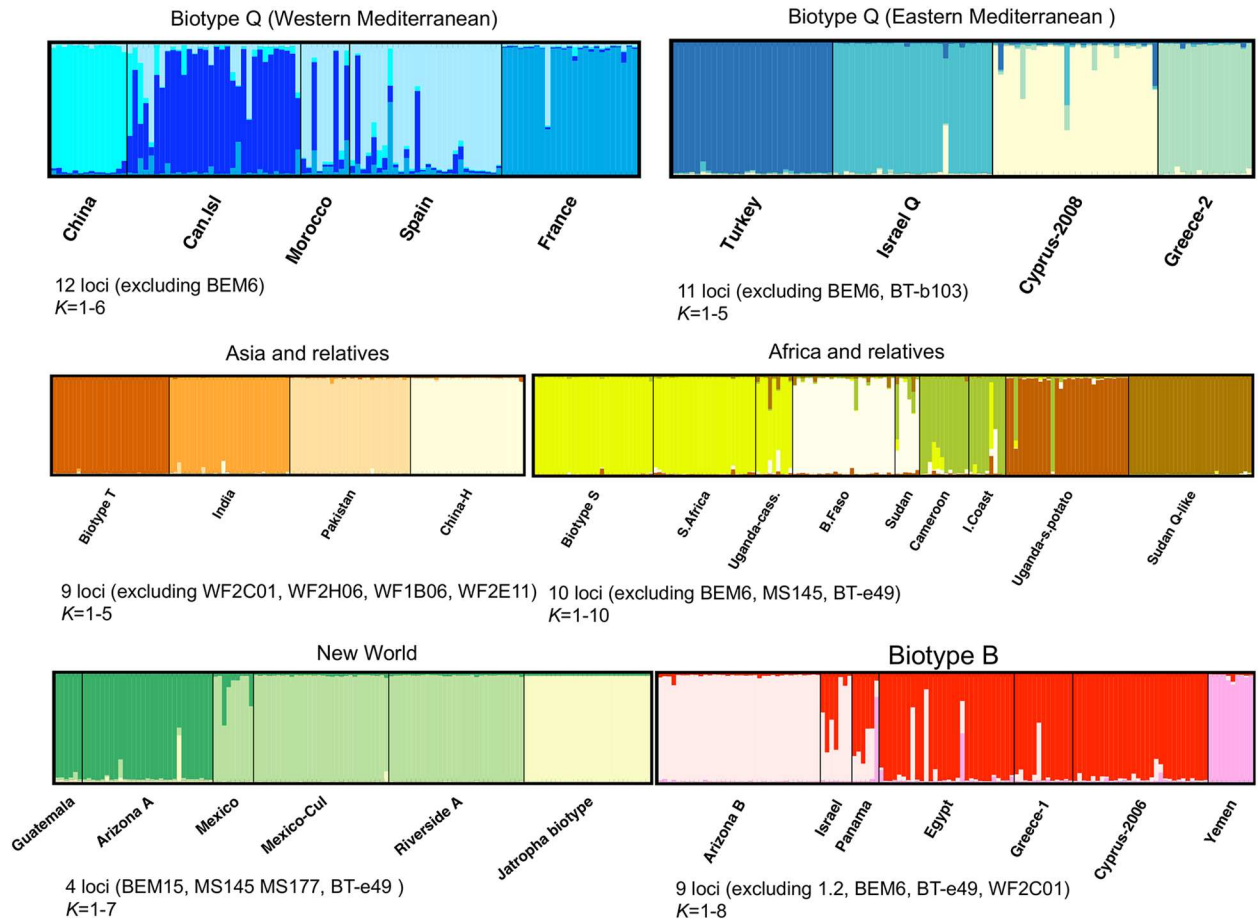 Biotype Q (Western Mediterranean)
Biotype Q (Eastern Mediterranean )
China
Can.Isl
Morocco
Spain
France
Turkey
Israel Q
Cyprus-2008
Greece-2
12 loci (excluding BEM6)
K=1-6
11 loci (excluding BEM6, BT-b103)
K=1-5
Asia and relatives
Africa and relatives
Biotype T
India
Pakistan
China-H
Biotype S
S.Africa
Uganda-cass.
B.Faso
Sudan
Cameroon
I.Coast
Uganda-s.potato
Sudan Q-like
9 loci (excluding WF2C01, WF2H06, WF1B06, WF2E11)
K=1-5
10 loci (excluding BEM6, MS145, BT-e49)
K=1-10
New World
Biotype B
Guatemala
Arizona A
Mexico
Mexico-Cul
Riverside A
Jatropha biotype
Arizona B
Israel
Panama
Egypt
Greece-1
Cyprus-2006
Yemen
4 loci (BEM15, MS145 MS177, BT-e49 )
K=1-7
9 loci (excluding 1.2, BEM6, BT-e49, WF2C01)
K=1-8